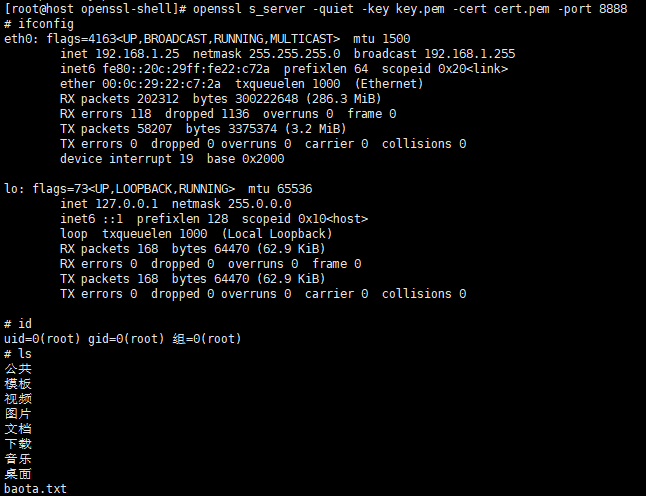 [root@host openssl-shell]# openssl s_server -quiet -key key.pem -cert cert.pem -port 8888
# ifconfig
eth0: flags=4163<UP,BROADCAST,RUNNING,MULTICAST>  mtu 1500
        inet 192.168.1.25  netmask 255.255.255.0  broadcast 192.168.1.255
        inet6 fe80::20c:29ff:fe22:c72a  prefixlen 64  scopeid 0x20<link>
        ether 00:0c:29:22:c7:2a  txqueuelen 1000  (Ethernet)
        RX packets 202312  bytes 300222648 (286.3 MiB)
        RX errors 118  dropped 1136  overruns 0  frame 0
        TX packets 58207  bytes 3375374 (3.2 MiB)
        TX errors 0  dropped 0 overruns 0  carrier 0  collisions 0
        device interrupt 19  base 0x2000
lo: flags=73<UP,LOOPBACK,RUNNING>  mtu 65536
        inet 127.0.0.1  netmask 255.0.0.0
        inet6 ::1  prefixlen 128  scopeid 0x10<host>
        loop  txqueuelen 1000  (Local Loopback)
        RX packets 168  bytes 64470 (62.9 KiB)
        RX errors 0  dropped 0  overruns 0  frame 0
        TX packets 168  bytes 64470 (62.9 KiB)
        TX errors 0  dropped 0 overruns 0  carrier 0  collisions 0
# id
uid=0(root) gid=0(root) 组=0(root)
# ls
公共
模板
视频
图片
文档
下载
音乐
桌面
baota.txt